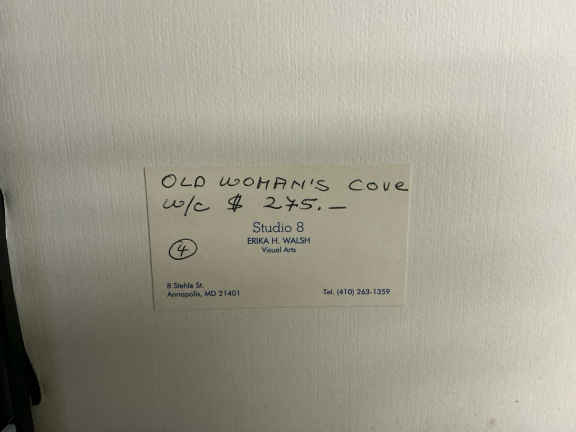 OLD WOMAN'S COVE
w/c $ 275.—
Studio 8
ERIKA H. WALSH
Visual Arts
4
8 Stehle St.
Annapolis, MD 21401
Tel. (410) 263-1359